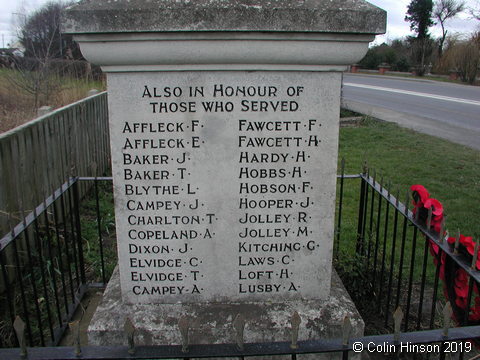 ALSO IN HONOUR OF
THOSE WHO SERVED
AFFLECK · F.
AFFLECK · E.
BAKER · J.
BAKER · T.
BLYTHE · L.
CAMPEY · J.
CHARLTON · T.
COPELAND · A.
DIXON · J.
ELVIDGE · C.
ELVIDGE · T.
CAMPEY · A.
FAWCETT · F.
FAWCETT · H.
HARDY · H.
HOBBS · H.
HOBSON · F.
HOOPER · J.
JOLLEY · R.
JOLLEY · M.
KITCHING · G.
LAWS · C.
LOFT · H.
LUSBY · A.
© Colin Hinson 2019